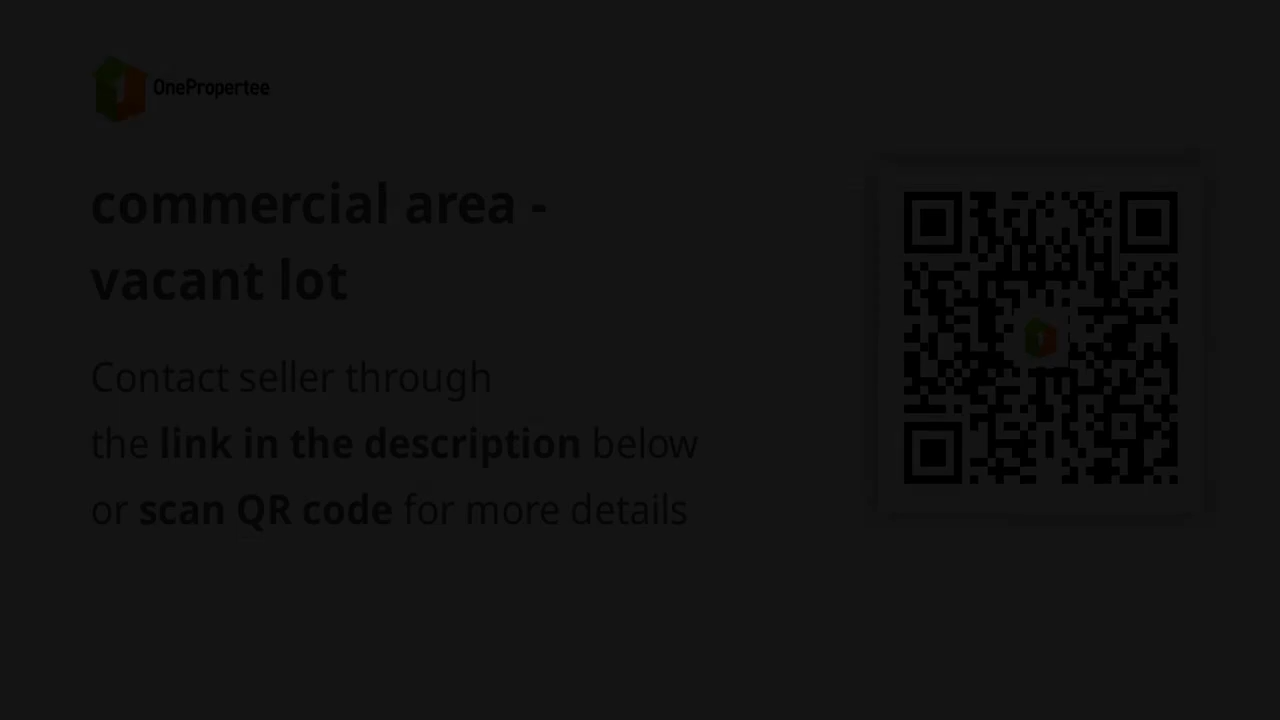 OnePropertee
commercial area -
vacant lot
Contact seller through
the link in the description below
or scan QR code for more details